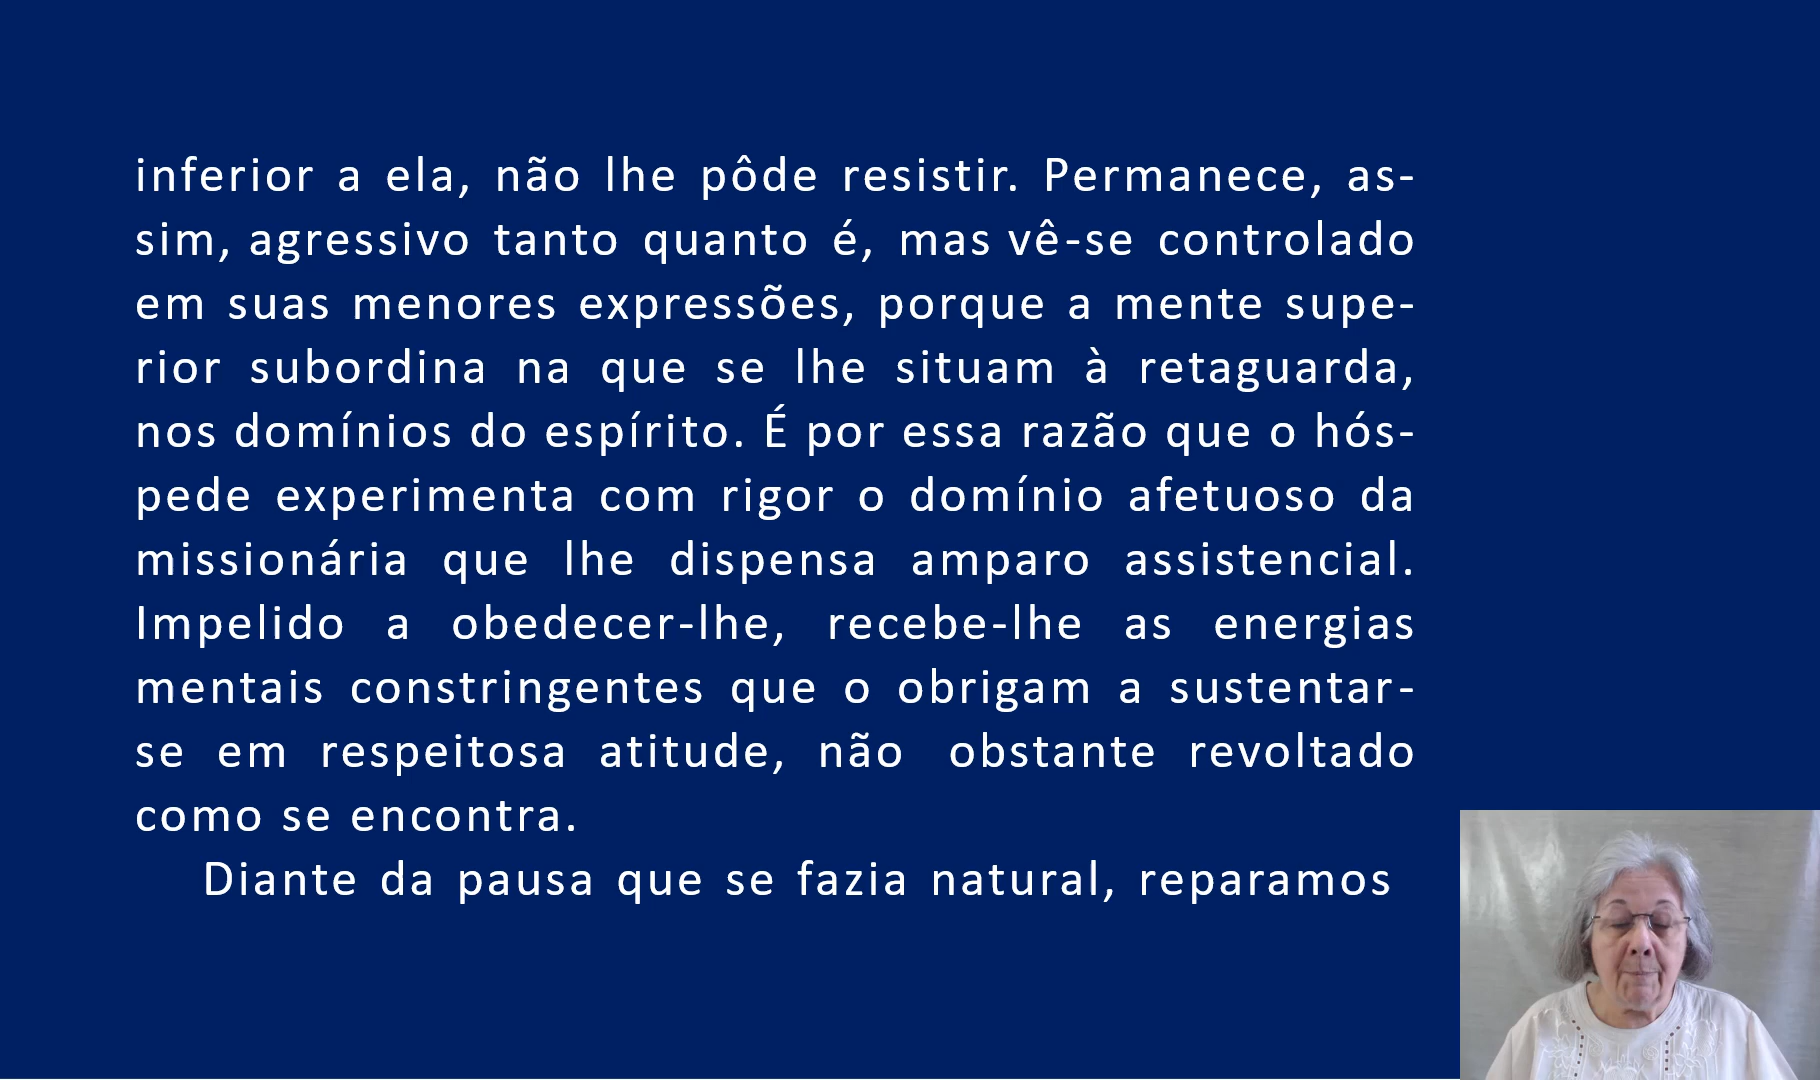 inferior a ela, não lhe pôde resistir. Permanece, as-
sim, agressivo tanto quanto é, mas vê-se controlado
em suas menores expressões, porque a mente supe-
rior subordina na que se lhe situam à retaguarda,
nos domínios do espírito. É por essa razão que o hós-
pede experimenta com rigor o domínio afetuoso da
missionária que lhe dispensa amparo assistencial.
Impelido a obedecer-lhe, recebe-lhe as energias
mentais constringentes que o obrigam a sustentar-
se em respeitosa atitude, não obstante revoltado
como se encontra.
Diante da pausa que se fazia natural, reparamos